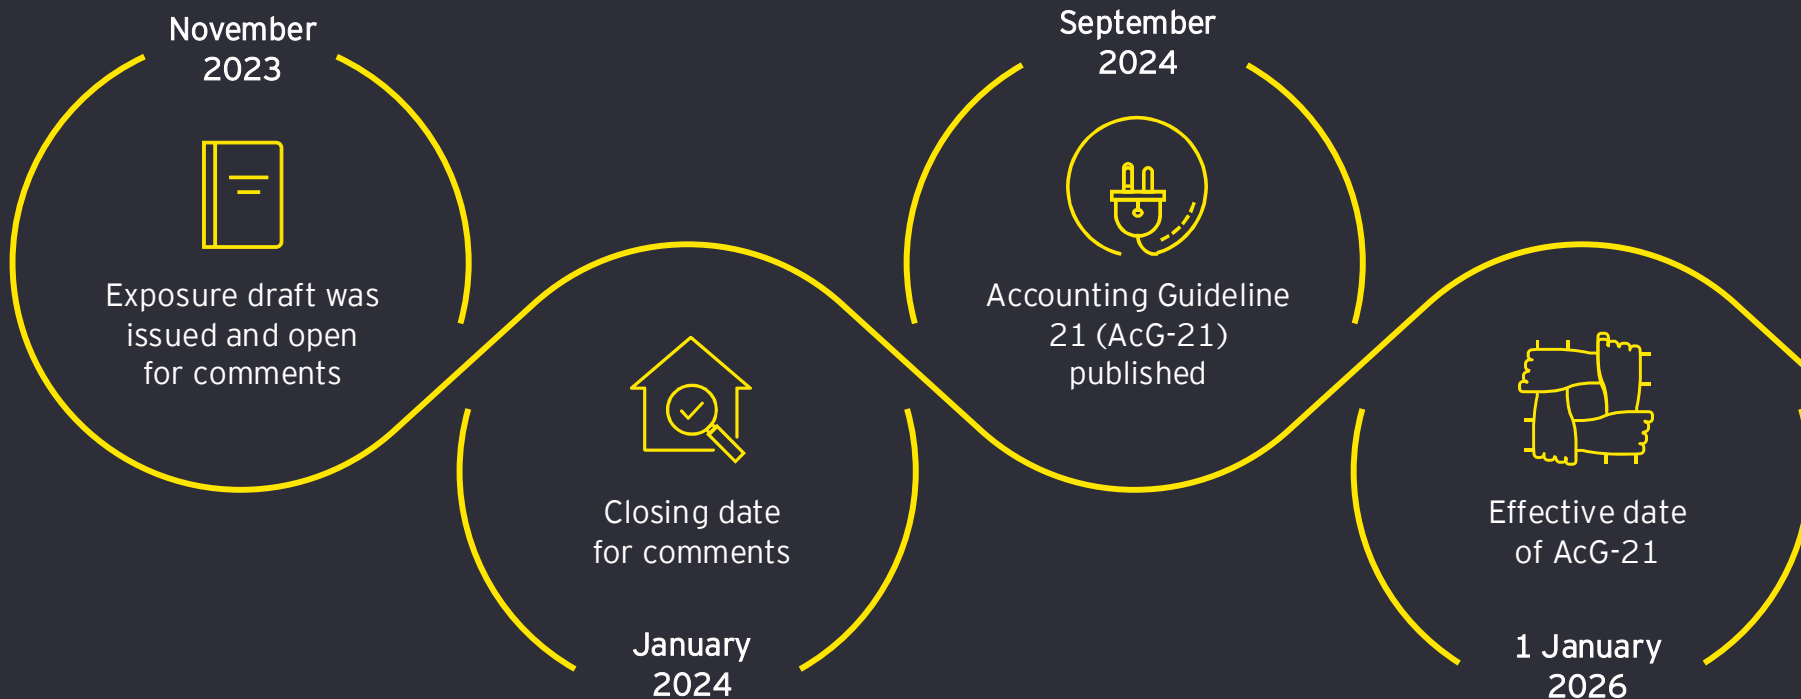 November
2023
Exposure draft was
issued and open
for comments
Closing date
for comments
January
2024
September
2024
Accounting Guideline
21 (AcG-21)
published
Effective date
of AcG-21
1 January
2026